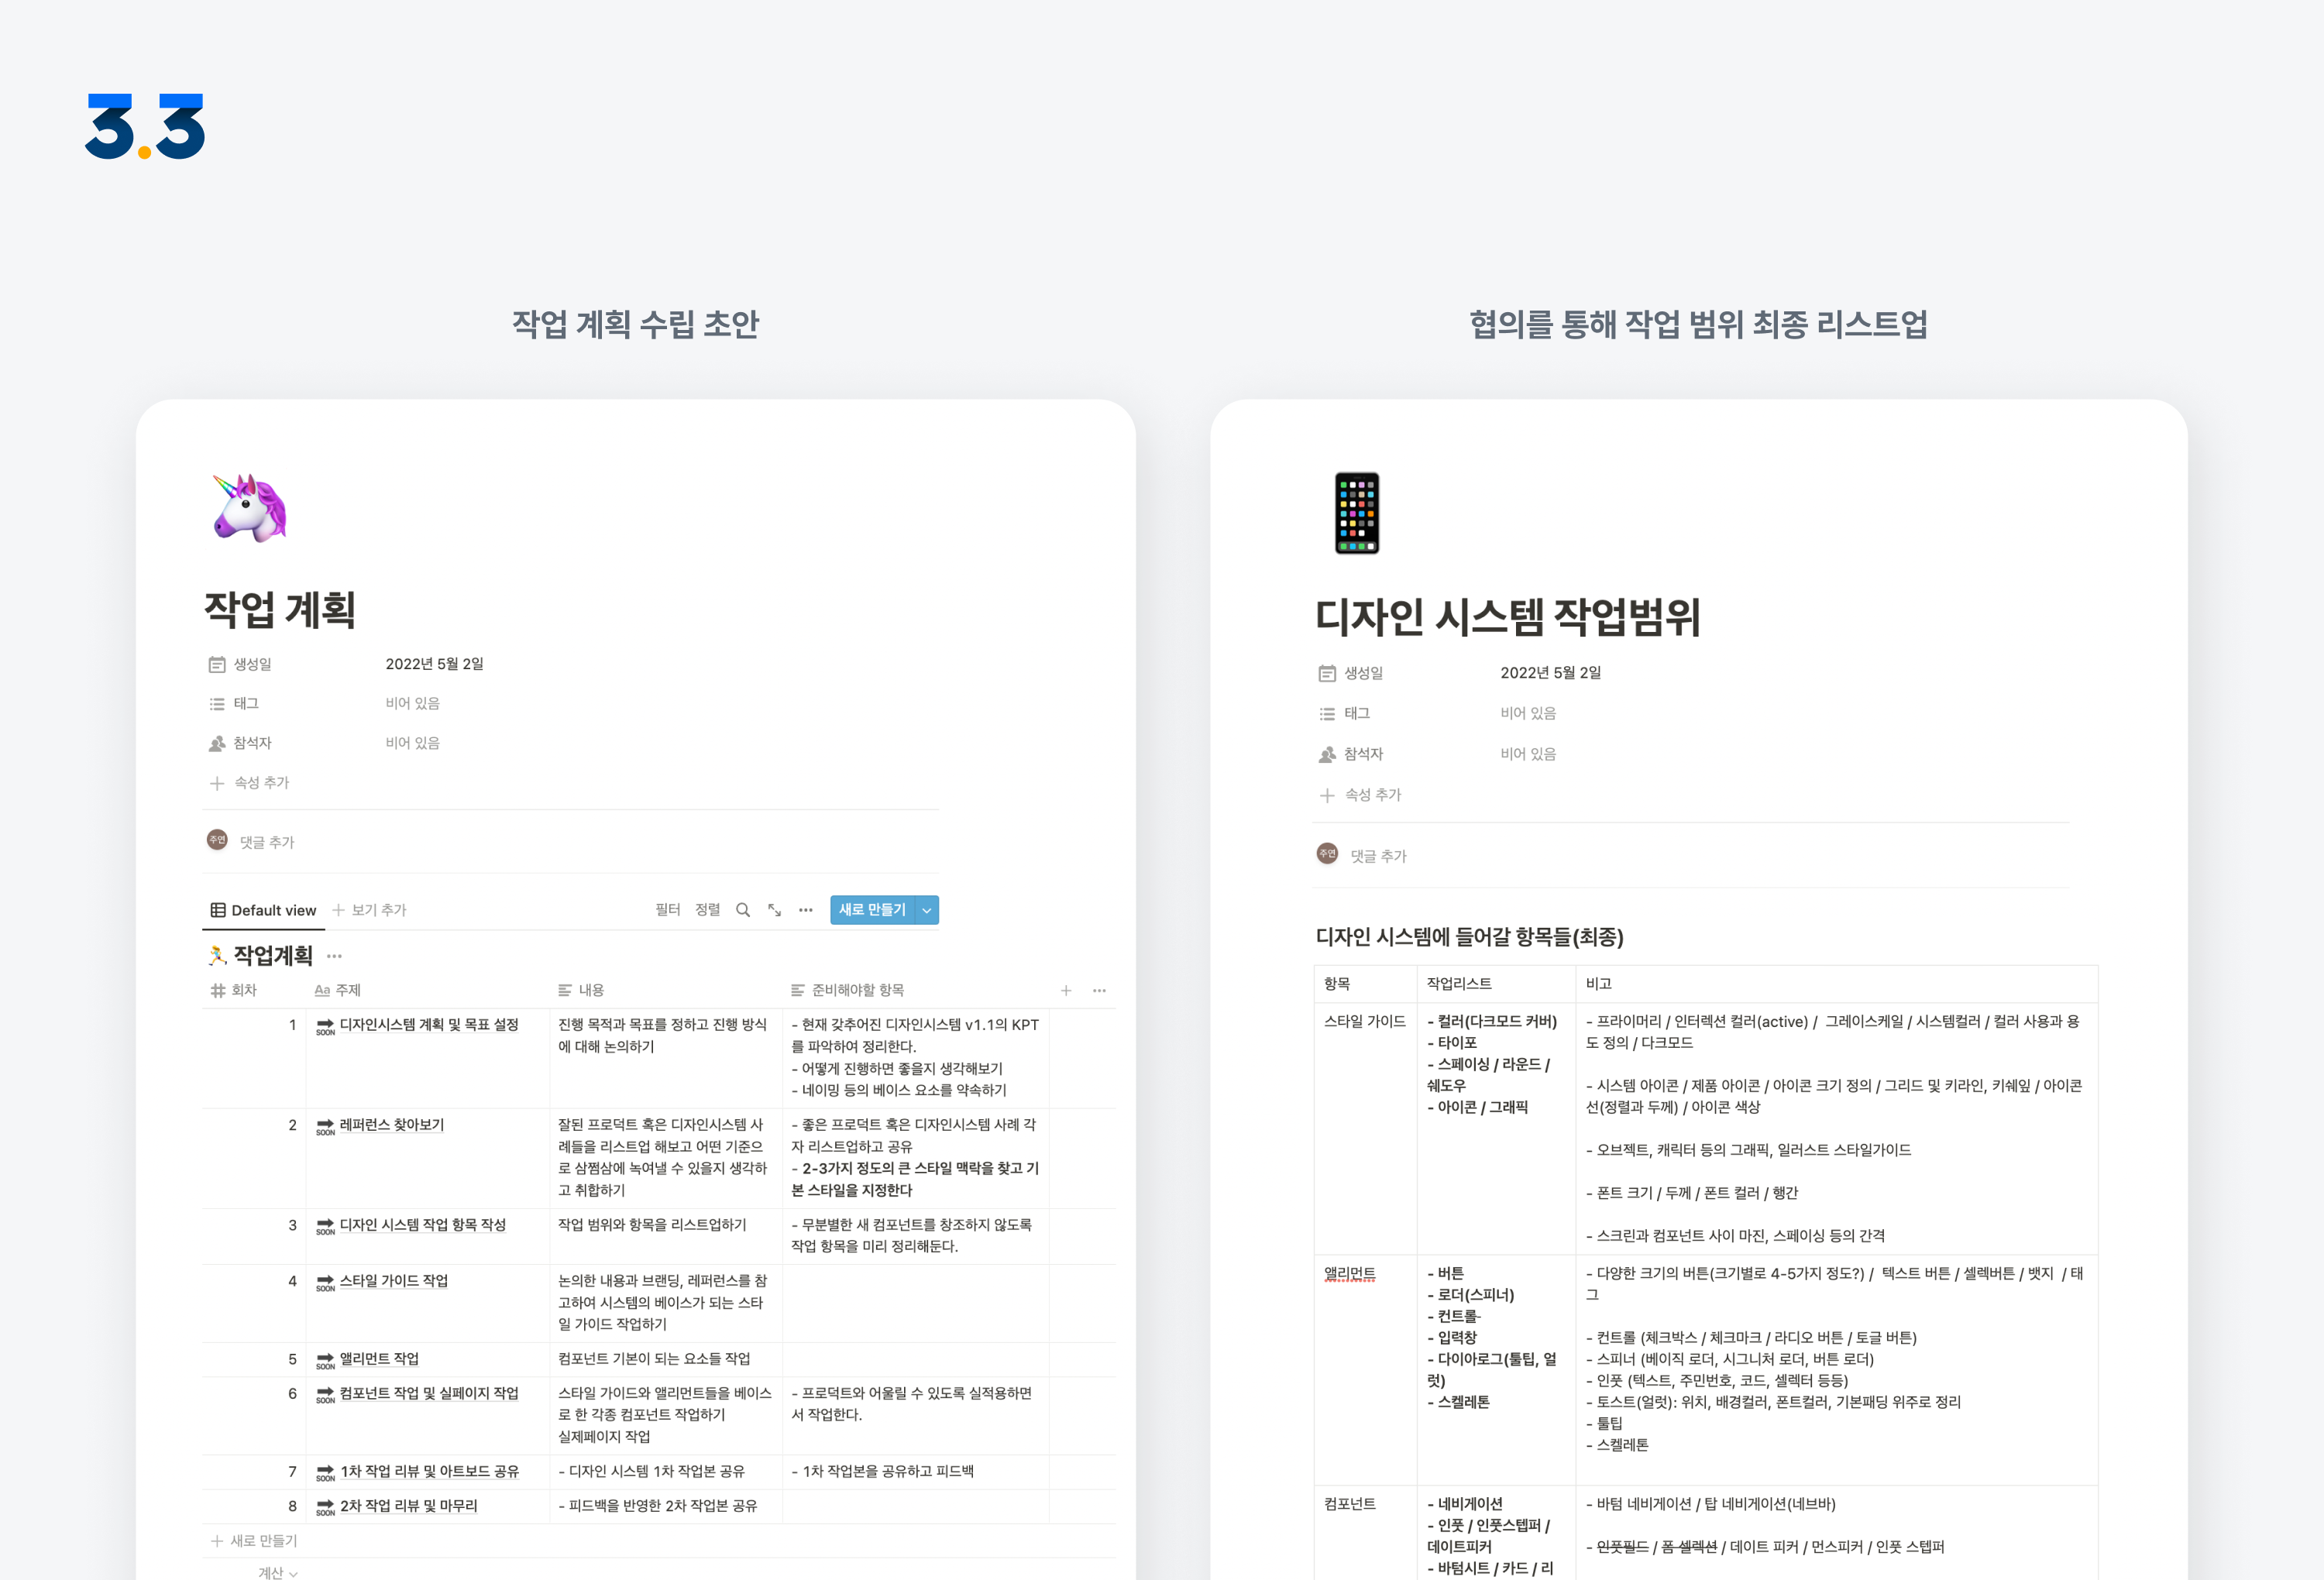 3.3
작업 계획 수립 초안
협의를 통해 작업 범위 최종 리스트업
작업 계획
생성일 2022년 5월 2일
태그 비어 있음
참석자 비어 있음
속성 추가
주연 댓글 추가
Default view 보기 추가 필터 정렬 새로 만들기
작업계획
회차 Aa 주제 내용 준비해야할 항목
1 SOON 디자인시스템 계획 및 목표 설정 진행 목적과 목표를 정하고 진행 방식 - 현재 갖추어진 디자인시스템 v1.1의 KPT
에 대해 논의하기 를 파악하여 정리한다.
- 어떻게 진행하면 좋을지 생각해보기
- 네이밍 등의 베이스 요소를 약속하기
2 SOON 레퍼런스 찾아보기 잘된 프로덕트 혹은 디자인시스템 사 - 좋은 프로덕트 혹은 디자인시스템 사례 각
례들을 리스트업 해보고 어떤 기준으 자 리스트업하고 공유
로 삼쩜삼에 녹여낼 수 있을지 생각하 - 2-3가지 정도의 큰 스타일 맥락을 찾고 기
고 취합하기 본 스타일을 지정한다
3 SOON 디자인 시스템 작업 항목 작성 작업 범위와 항목을 리스트업하기 - 무분별한 새 컴포넌트를 창조하지 않도록
작업 항목을 미리 정리해둔다.
4 SOON 스타일 가이드 작업 논의한 내용과 브랜딩, 레퍼런스를 참
고하여 시스템의 베이스가 되는 스타
일 가이드 작업하기
5 SOON 앨리먼트 작업 컴포넌트 기본이 되는 요소들 작업
6 SOON 컴포넌트 작업 및 실페이지 작업 스타일 가이드와 앨리먼트들을 베이스 - 프로덕트와 어울릴 수 있도록 실적용하면
로 한 각종 컴포넌트 작업하기 서 작업한다.
실제페이지 작업
7 SOON 1차 작업 리뷰 및 아트보드 공유 - 디자인 시스템 1차 작업본 공유 - 1차 작업본을 공유하고 피드백
8 SOON 2차 작업 리뷰 및 마무리 - 피드백을 반영한 2차 작업본 공유
새로 만들기
계산
디자인 시스템 작업범위
생성일 2022년 5월 2일
태그 비어 있음
참석자 비어 있음
속성 추가
주연 댓글 추가
디자인 시스템에 들어갈 항목들(최종)
항목 작업리스트 비고
스타일 가이드 - 컬러(다크모드 커버) - 프라이머리 / 인터렉션 컬러(active) / 그레이스케일 / 시스템컬러 / 컬러 사용과 용
- 타이포 도 정의 / 다크모드
- 스페이싱 / 라운드 /
쉐도우 - 시스템 아이콘 / 제품 아이콘 / 아이콘 크기 정의 / 그리드 및 키라인, 키쉐잎 / 아이콘
- 아이콘 / 그래픽 선(정렬과 두께) / 아이콘 색상
- 오브젝트, 캐릭터 등의 그래픽, 일러스트 스타일가이드
- 폰트 크기 / 두께 / 폰트 컬러 / 행간
- 스크린과 컴포넌트 사이 마진, 스페이싱 등의 간격
앨리먼트 - 버튼 - 다양한 크기의 버튼(크기별로 4-5가지 정도?) / 텍스트 버튼 / 셀렉버튼 / 뱃지 / 태
- 로더(스피너) 그
- 컨트롤-
- 입력창 - 컨트롤 (체크박스 / 체크마크 / 라디오 버튼 / 토글 버튼)
- 다이아로그(툴팁, 얼 - 스피너 (베이직 로더, 시그니처 로더, 버튼 로더)
럿) - 인풋 (텍스트, 주민번호, 코드, 셀렉터 등등)
- 스켈레톤 - 토스트(얼럿): 위치, 배경컬러, 폰트컬러, 기본패딩 위주로 정리
- 툴팁
- 스켈레톤
컴포넌트 - 네비게이션 - 바텀 네비게이션 / 탑 네비게이션(네브바)
- 인풋 / 인풋스텝퍼 /
데이트피커 - 인풋필드 / 폼 셀렉션 / 데이트 피커 / 먼스피커 / 인풋 스텝퍼
- 바텀시트 / 카드 / 리